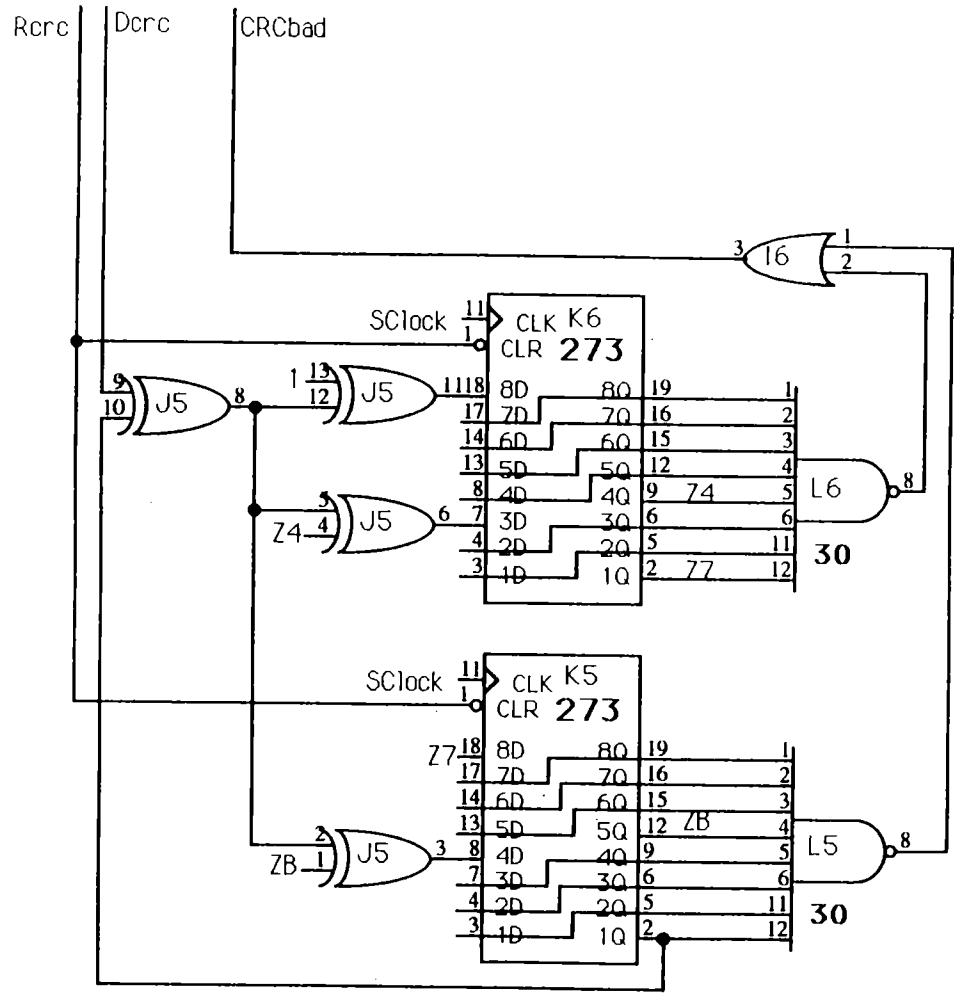 Rcrc Dcrc CRCbad
3 I6 1
2
SClock 11 CLK K6
1 CLR 273
9 10 J5 8
1 13 12 J5 11 18 8D 8Q 19 1
17 7D 7Q 16 2
14 6D 6Q 15 3
13 5D 5Q 12 4
8 4D 4Q 9 Z4 5
5 Z4 4 J5 6 7 3D 3Q 6 6
4 2D 2Q 5 11
3 1D 1Q 2 Z7 12
L6 8
30
SClock 11 CLK K5
1 CLR 273
Z7 18 8D 8Q 19 1
17 7D 7Q 16 2
14 6D 6Q 15 3
13 5D 5Q 12 ZB 4
2 ZB 1 J5 3 8 4D 4Q 9 5
7 3D 3Q 6 6
4 2D 2Q 5 11
3 1D 1Q 2 12
L5 8
30